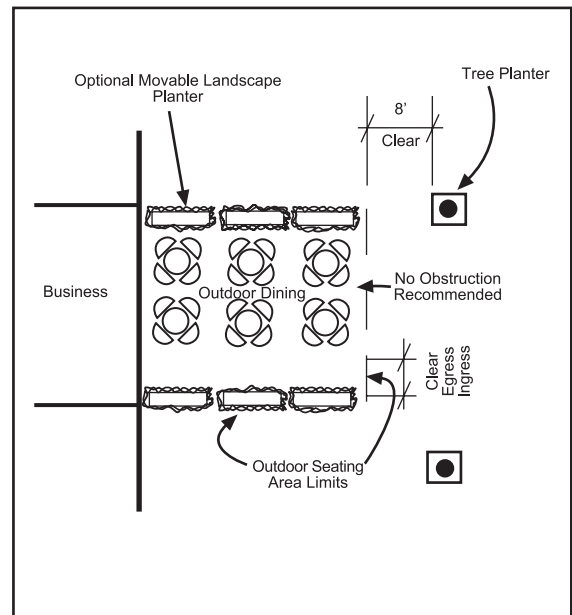 Optional Movable Landscape
Planter
Tree Planter
8'
Clear
Business
Outdoor Dining
No Obstruction
Recommended
Clear
Egress
Ingress
Outdoor Seating
Area Limits